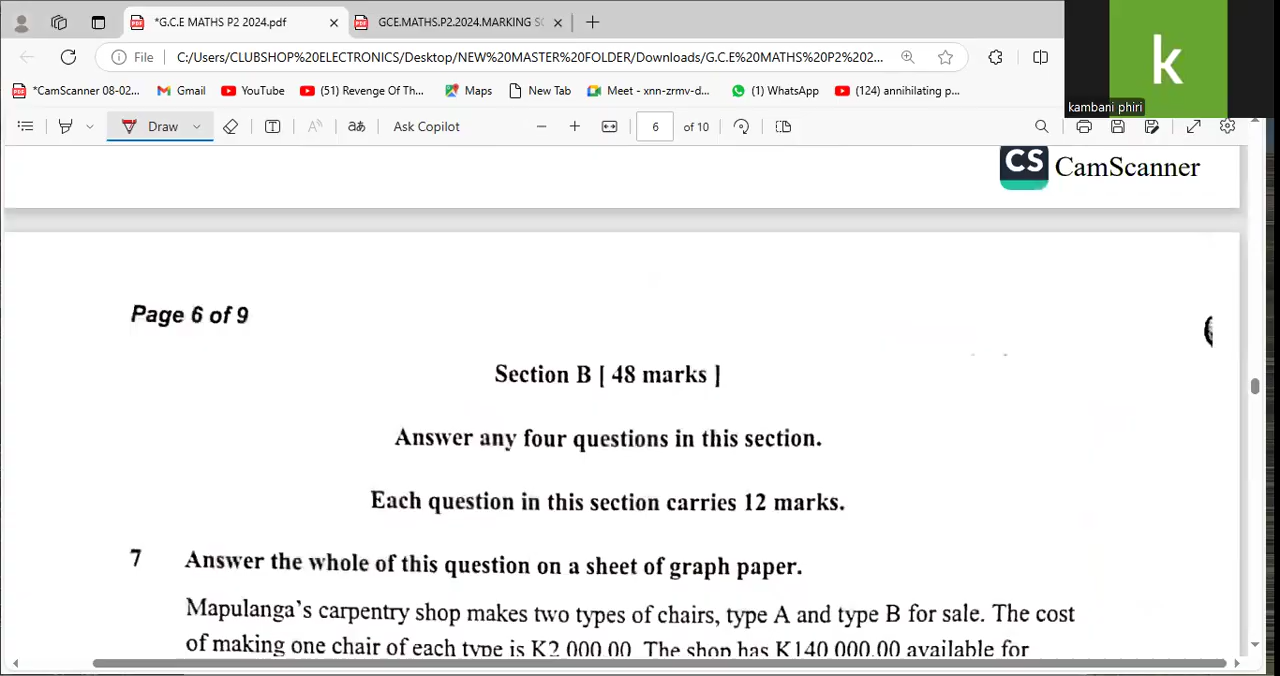 *G.C.E MATHS P2 2024.pdf
GCE.MATHS.P2.2024.MARKING SC
File
C:/Users/CLUBSHOP%20ELECTRONICS/Desktop/NEW%20MASTER%20FOLDER/Downloads/G.C.E%20MATHS%20P2%202...
k
kambani phiri
*CamScanner 08-02...
Gmail
YouTube
(51) Revenge Of Th...
Maps
New Tab
Meet - xnn-zrmv-d...
(1) WhatsApp
(124) annihilating p...
Draw
Ask Copilot
6 of 10
CS CamScanner
Page 6 of 9
Section B [ 48 marks ]
Answer any four questions in this section.
Each question in this section carries 12 marks.
7 Answer the whole of this question on a sheet of graph paper.
Mapulanga's carpentry shop makes two types of chairs, type A and type B for sale. The cost
of making one chair of each type is K2 000.00. The shop has K140 000.00 available for